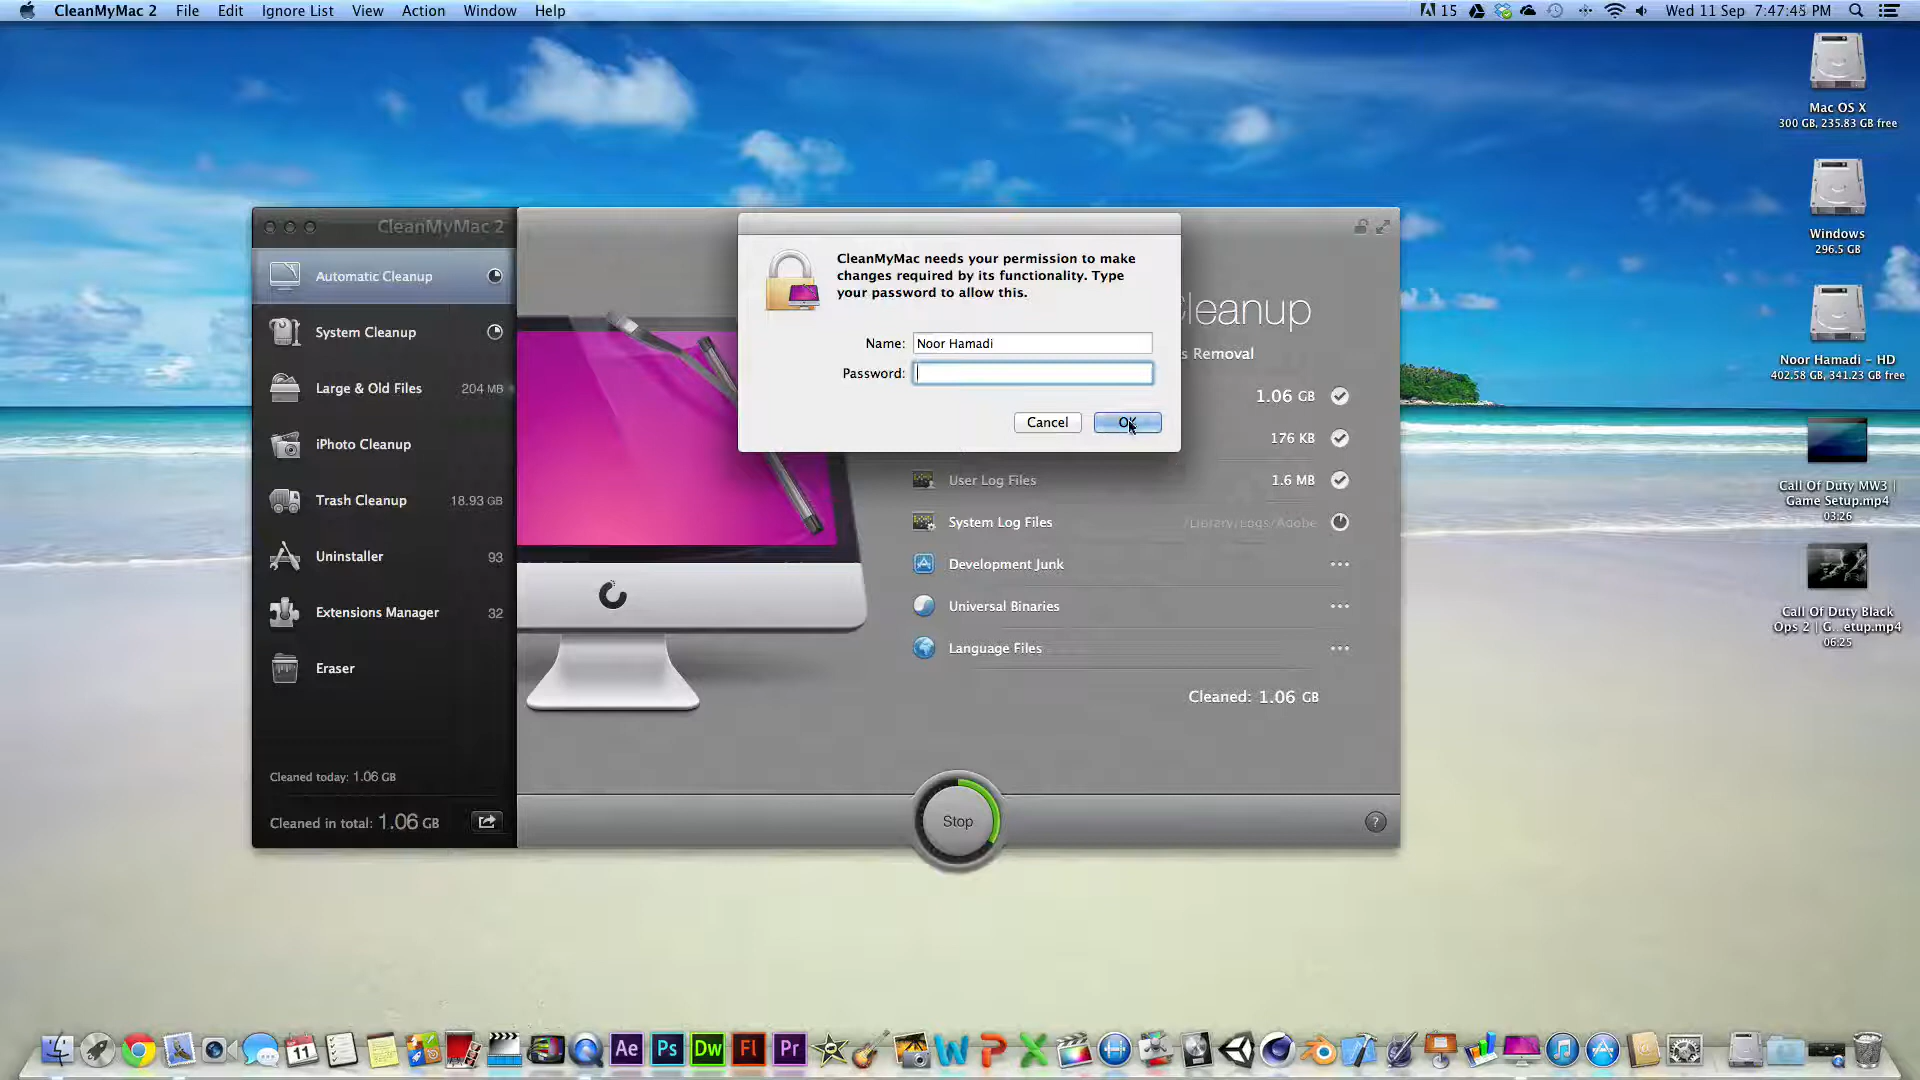 CleanMyMac 2 File Edit Ignore List View Action Window Help
15 Wed 11 Sep 7:47:45 PM
Mac OS X
300 GB, 235.83 GB free
Windows
296.5 GB
Noor Hamadi - HD
402.58 GB, 341.23 GB free
Call Of Duty MW3 |
Game Setup.mp4
03:26
Call Of Duty Black
Ops 2 | G...etup.mp4
06:25
CleanMyMac 2
Automatic Cleanup
System Cleanup
Large & Old Files 204 MB
iPhoto Cleanup
Trash Cleanup 18.93 GB
Uninstaller 93
Extensions Manager 32
Eraser
Cleaned today: 1.06 GB
Cleaned in total: 1.06 GB
CleanMyMac needs your permission to make
changes required by its functionality. Type
your password to allow this.
Name: Noor Hamadi
Password:
Cancel OK
Cleanup
s Removal
1.06 GB
176 KB
User Log Files 1.6 MB
System Log Files /Library/Logs/Adobe
Development Junk
Universal Binaries
Language Files
Cleaned: 1.06 GB
Stop
?
11 Ae Ps Dw Fl Pr